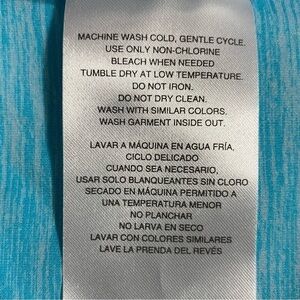 MACHINE WASH COLD, GENTLE CYCLE.
USE ONLY NON-CHLORINE
BLEACH WHEN NEEDED
TUMBLE DRY AT LOW TEMPERATURE.
DO NOT IRON.
DO NOT DRY CLEAN.
WASH WITH SIMILAR COLORS.
WASH GARMENT INSIDE OUT.
LAVAR A MÁQUINA EN AGUA FRÍA,
CICLO DELICADO
CUANDO SEA NECESARIO,
USAR SOLO BLANQUEANTES SIN CLORO
SECADO EN MÁQUINA PERMITIDO A
UNA TEMPERATURA MENOR
NO PLANCHAR
NO LARVA EN SECO
LAVAR CON COLORES SIMILARES
LAVE LA PRENDA DEL REVÉS